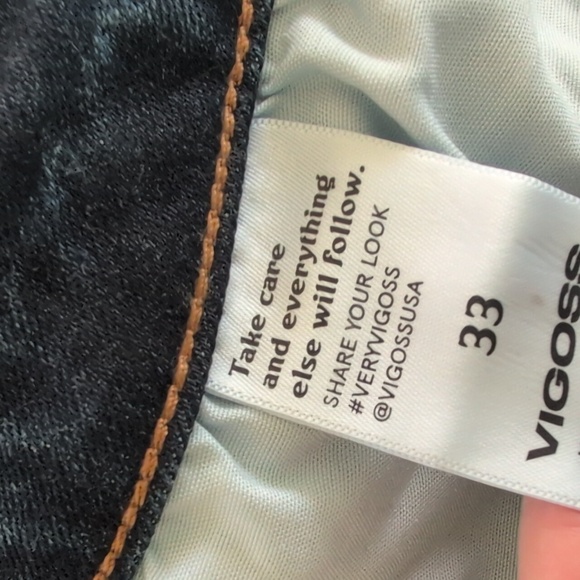 Take care
and everything
else will follow.
SHARE YOUR LOOK
#VERYVIGOSS
@VIGOSSUSA
33
VIGOSS